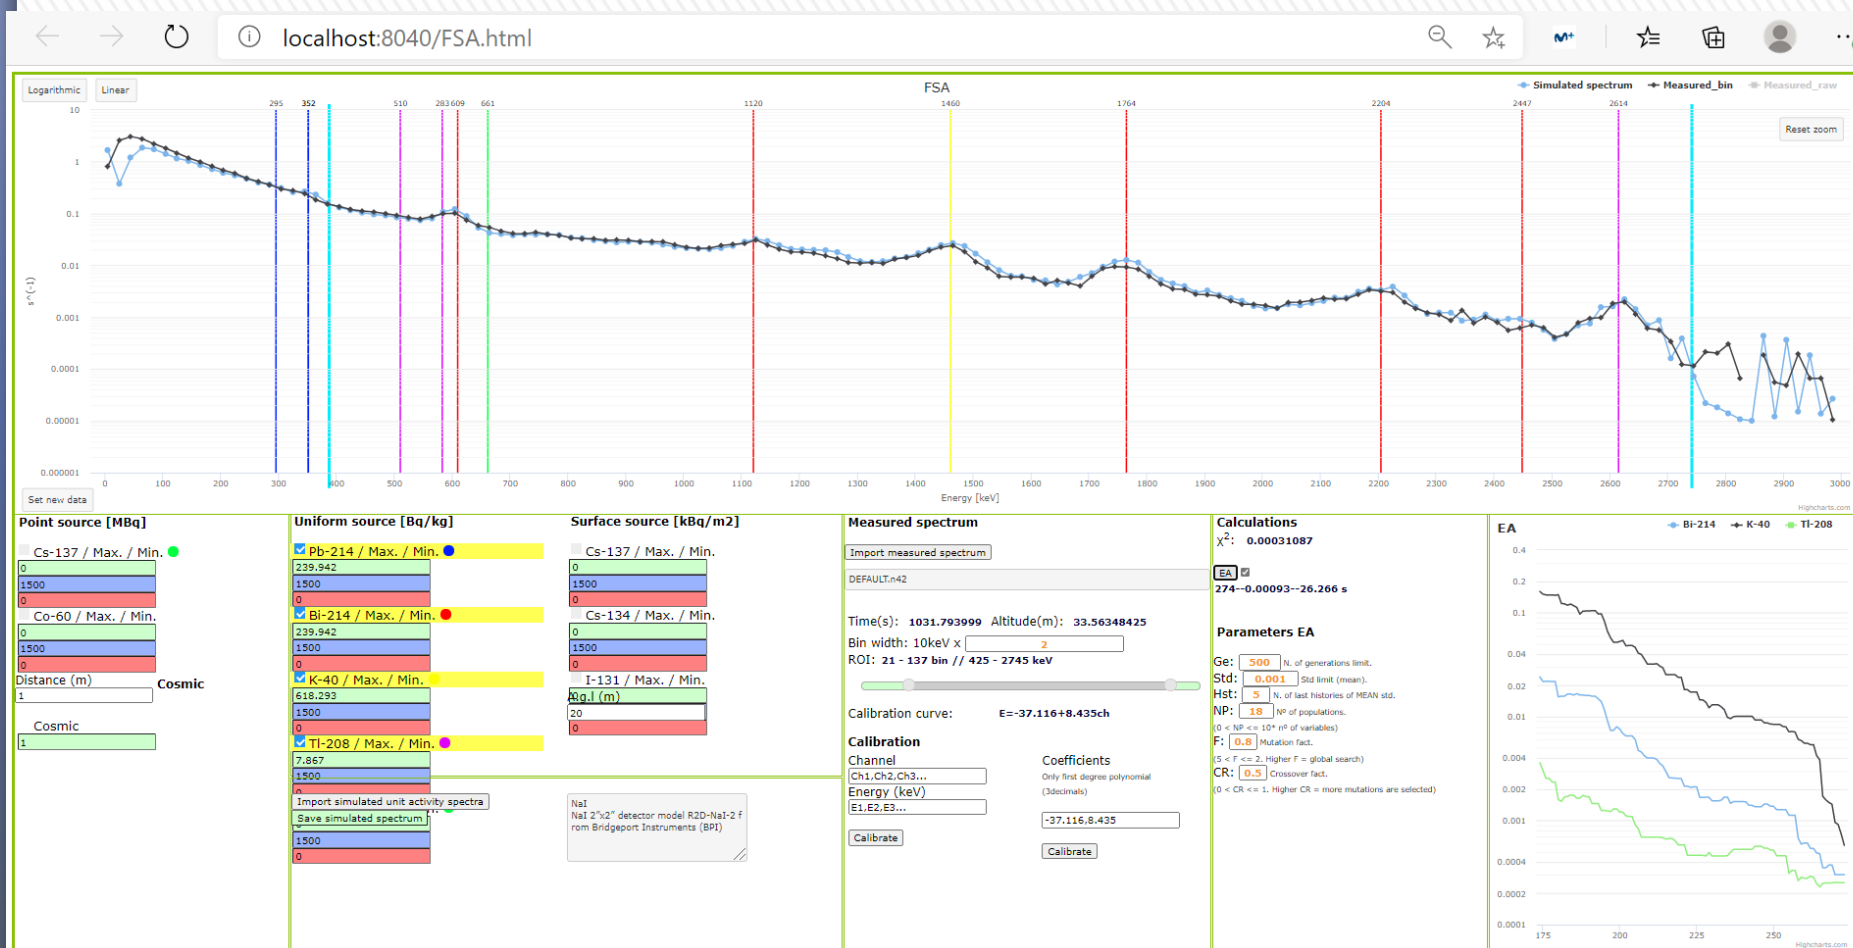 localhost:8040/FSA.html
Logarithmic
Linear
FSA
Simulated spectrum
Measured_bin
Measured_raw
Reset zoom
295 352 510 283 609 661 1120 1460 1764 2204 2447 2614
10
1
0.1
0.01
0.001
0.0001
0.00001
0.000001
s^(-1)
0 100 200 300 400 500 600 700 800 900 1000 1100 1200 1300 1400 1500 1600 1700 1800 1900 2000 2100 2200 2300 2400 2500 2600 2700 2800 2900 3000
Energy [keV]
Set new data
Highcharts.com
Point source [MBq]
Cs-137 / Max. / Min.
0
1500
0
Co-60 / Max. / Min.
0
1500
0
Distance (m)
1
Cosmic
Cosmic
1
Uniform source [Bq/kg]
Pb-214 / Max. / Min.
239.942
1500
0
Bi-214 / Max. / Min.
239.942
1500
0
K-40 / Max. / Min.
618.293
1500
0
Tl-208 / Max. / Min.
7.867
1500
Import simulated unit activity spectra
Save simulated spectrum
1500
0
Surface source [kBq/m2]
Cs-137 / Max. / Min.
0
1500
0
Cs-134 / Max. / Min.
0
1500
0
I-131 / Max. / Min.
A.g.l (m)
20
0
NaI
NaI 2"x2" detector model R2D-NaI-2 f
rom Bridgeport Instruments (BPI)
Measured spectrum
Import measured spectrum
DEFAULT.n42
Time(s): 1031.793999 Altitude(m): 33.56348425
Bin width: 10keV x 2
ROI: 21 - 137 bin // 425 - 2745 keV
Calibration curve: E=-37.116+8.435ch
Calibration
Channel
Ch1,Ch2,Ch3...
Energy (keV)
E1,E2,E3...
Calibrate
Coefficients
Only first degree polynomial
(3decimals)
-37.116,8.435
Calibrate
Calculations
χ2: 0.00031087
EA
274--0.00093--26.266 s
Parameters EA
Ge: 500 N. of generations limit.
Std: 0.001 Std limit (mean).
Hst: 5 N. of last histories of MEAN std.
NP: 18 Nº of populations.
(0 < NP <= 10* nº of variables)
F: 0.8 Mutation fact.
(5 < F <= 2. Higher F = global search)
CR: 0.5 Crossover fact.
(0 < CR <= 1. Higher CR = more mutations are selected)
EA
Bi-214
K-40
Tl-208
0.4
0.2
0.1
0.04
0.02
0.01
0.004
0.002
0.001
0.0004
0.0002
0.0001
175 200 225 250
Highcharts.com